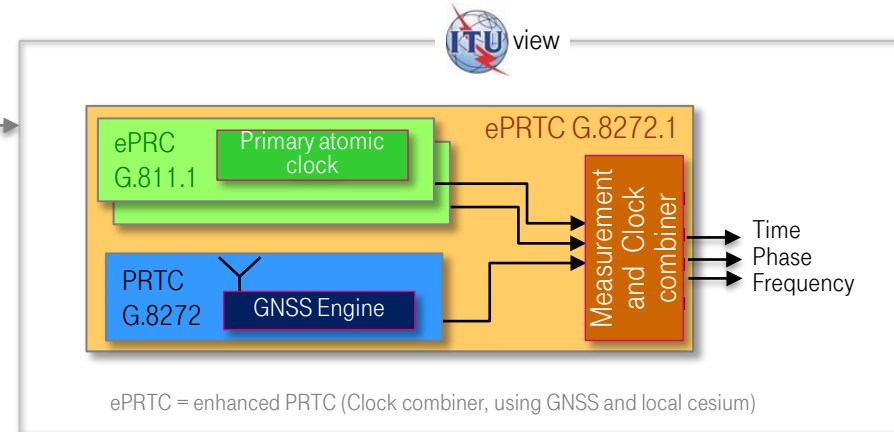 ITU view
ePRTC G.8272.1
ePRC
G.811.1
Primary atomic
clock
PRTC
G.8272
GNSS Engine
Measurement
and Clock
combiner
Time
Phase
Frequency
ePRTC = enhanced PRTC (Clock combiner, using GNSS and local cesium)